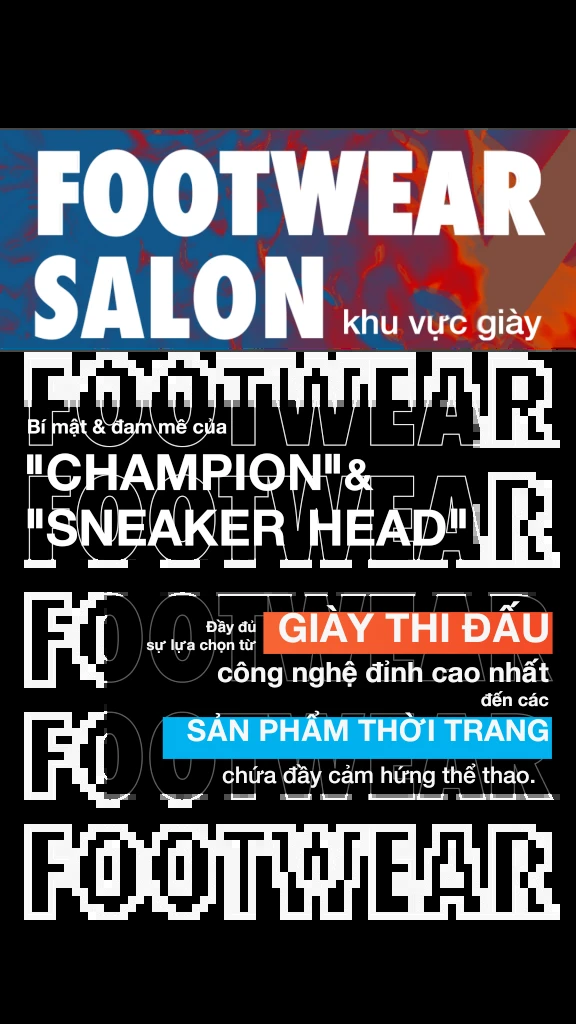 FOOTWEAR
SALON khu vực giày
FOOTWEAR
Bí mật & đam mê của
"CHAMPION"&
FOOTWEAR
"SNEAKER HEAD"
FOOTWEAR
Đầy đủ GIÀY THI ĐẤU
sự lựa chọn từ
công nghệ đỉnh cao nhất
đến các
FOOTWEAR
SẢN PHẨM THỜI TRANG
chứa đầy cảm hứng thể thao.
FOOTWEAR